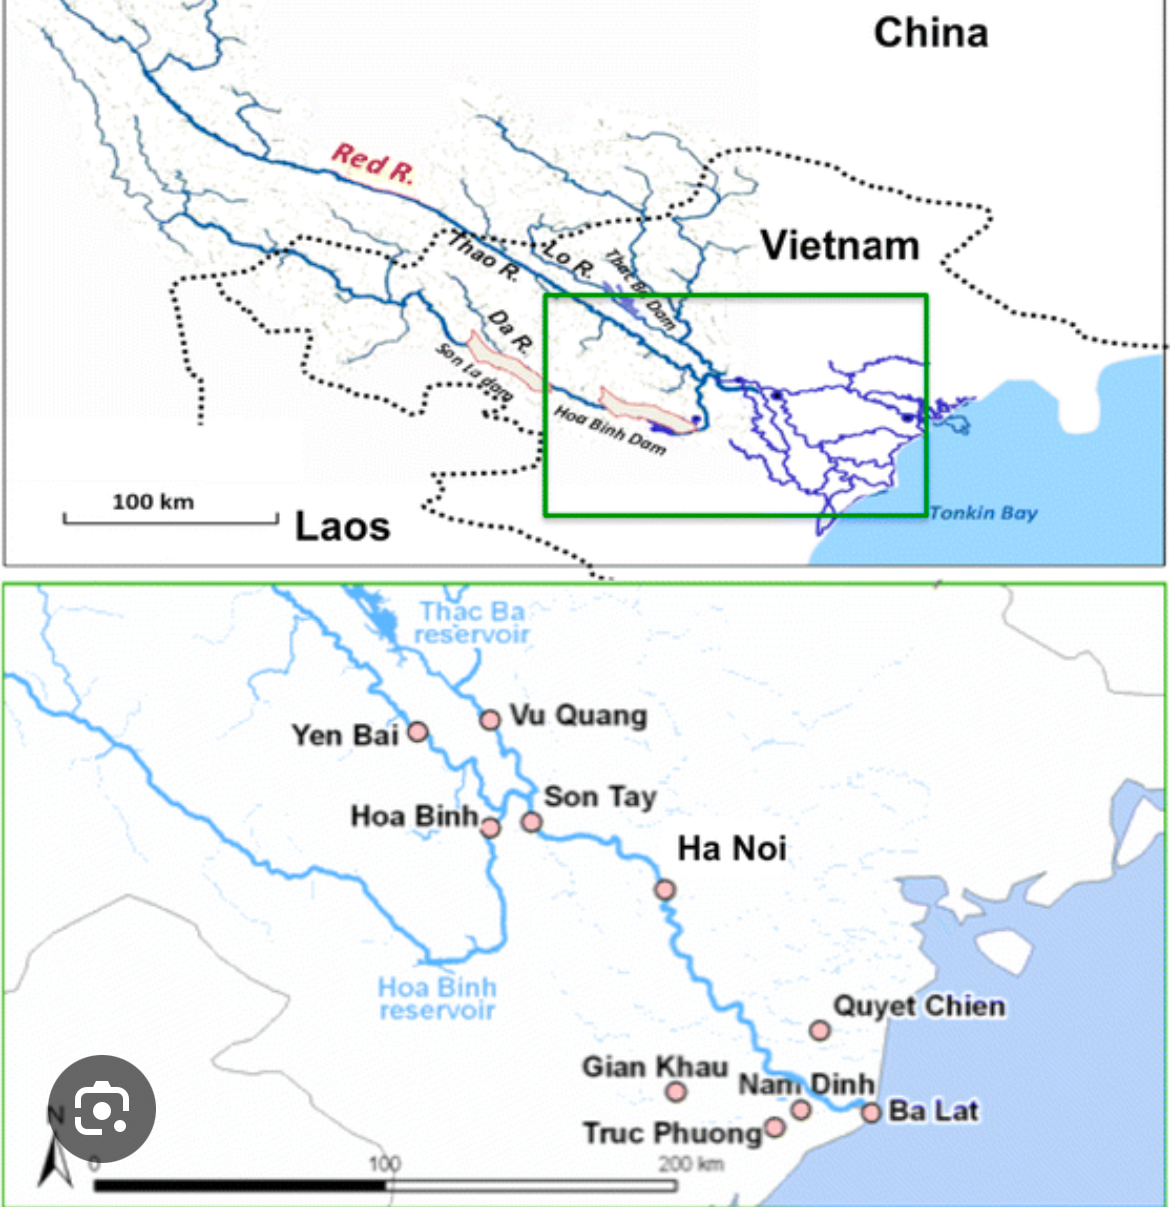 China
Red R.
Vietnam
Thao R.
Lo R.
That Ba Dam
Da R.
Son La dam
Hoa Binh Dam
100 km
Laos
Tonkin Bay
Thac Ba
reservoir
Vu Quang
Yen Bai
Son Tay
Hoa Binh
Ha Noi
Hoa Binh
reservoir
Quyet Chien
Gian Khau
Nam Dinh
Ba Lat
Truc Phuong
N
0 100 200 km